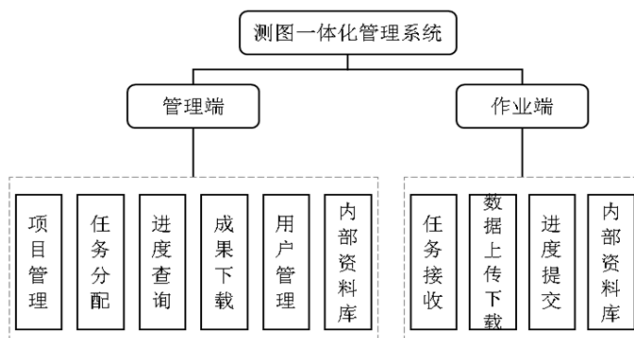 测图一体化管理系统
管理端
作业端
项目管理
任务分配
进度查询
成果下载
用户管理
内部资料库
任务接收
数据上传下载
进度提交
内部资料库